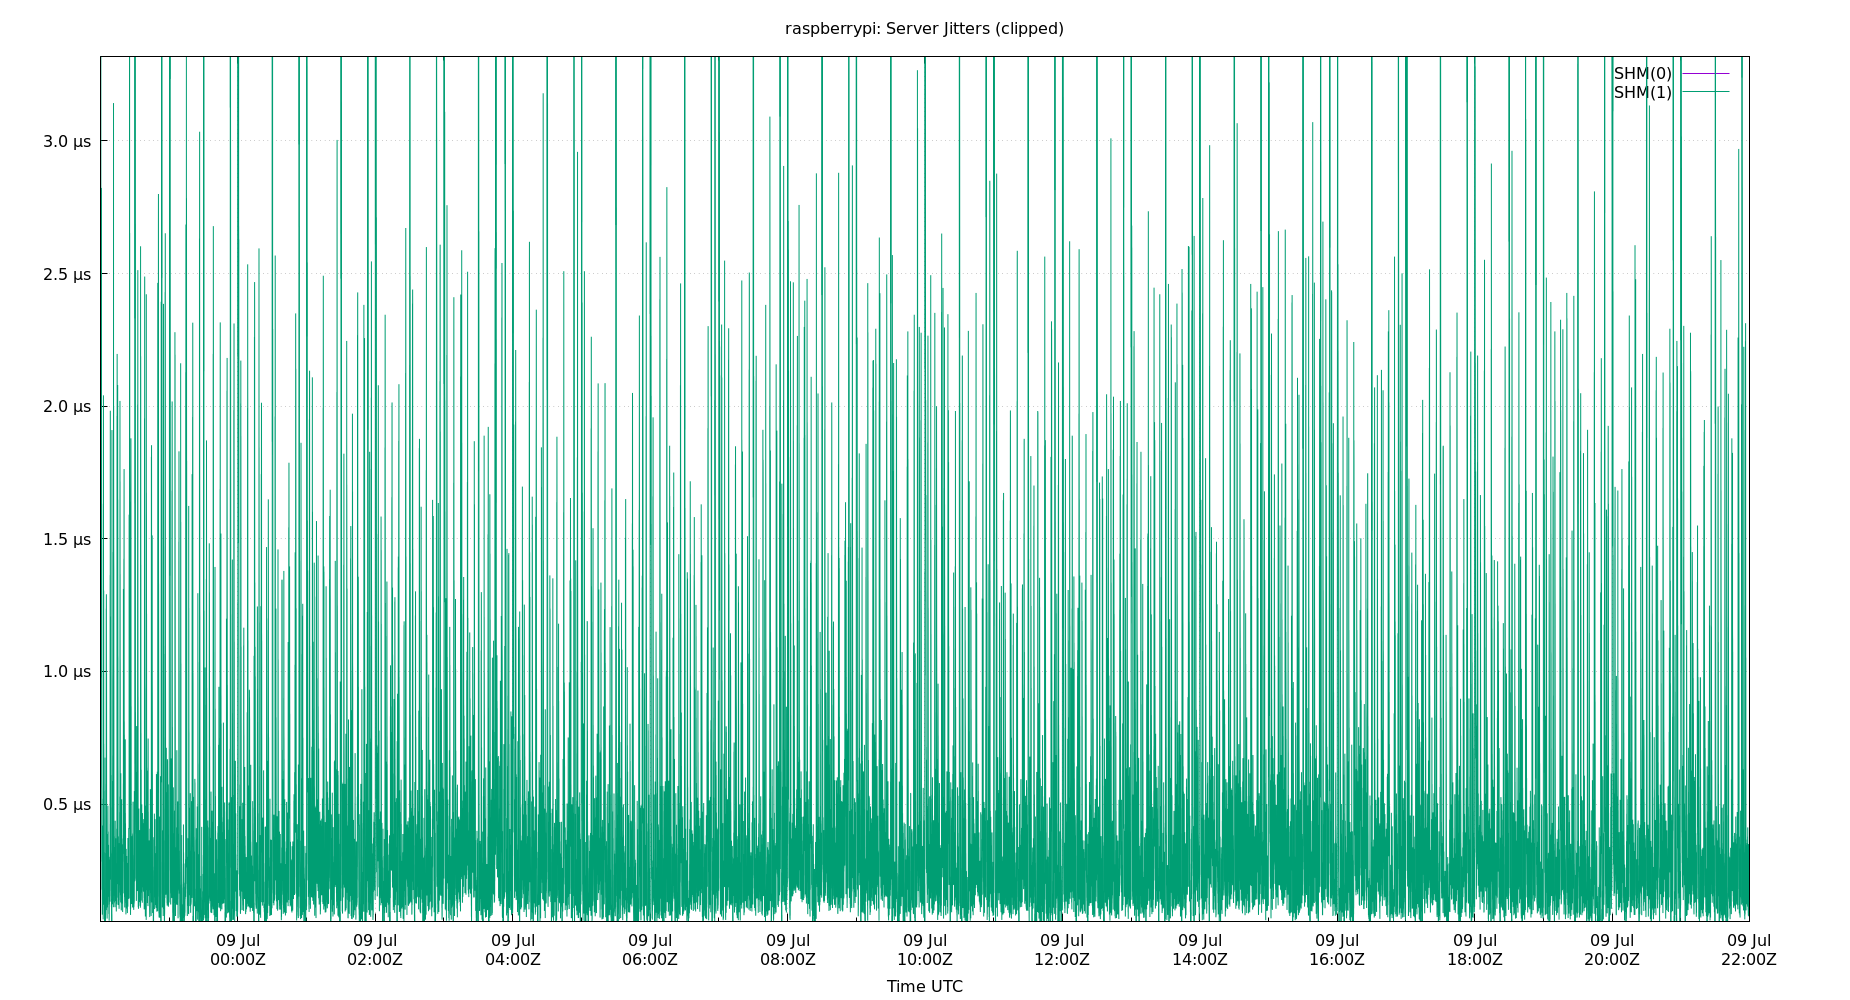 raspberrypi: Server Jitters (clipped)
SHM(0)
SHM(1)
3.0 µs
2.5 µs
2.0 µs
1.5 µs
1.0 µs
0.5 µs
09 Jul 09 Jul 09 Jul 09 Jul 09 Jul 09 Jul 09 Jul 09 Jul 09 Jul 09 Jul 09 Jul 09 Jul
00:00Z 02:00Z 04:00Z 06:00Z 08:00Z 10:00Z 12:00Z 14:00Z 16:00Z 18:00Z 20:00Z 22:00Z
Time UTC